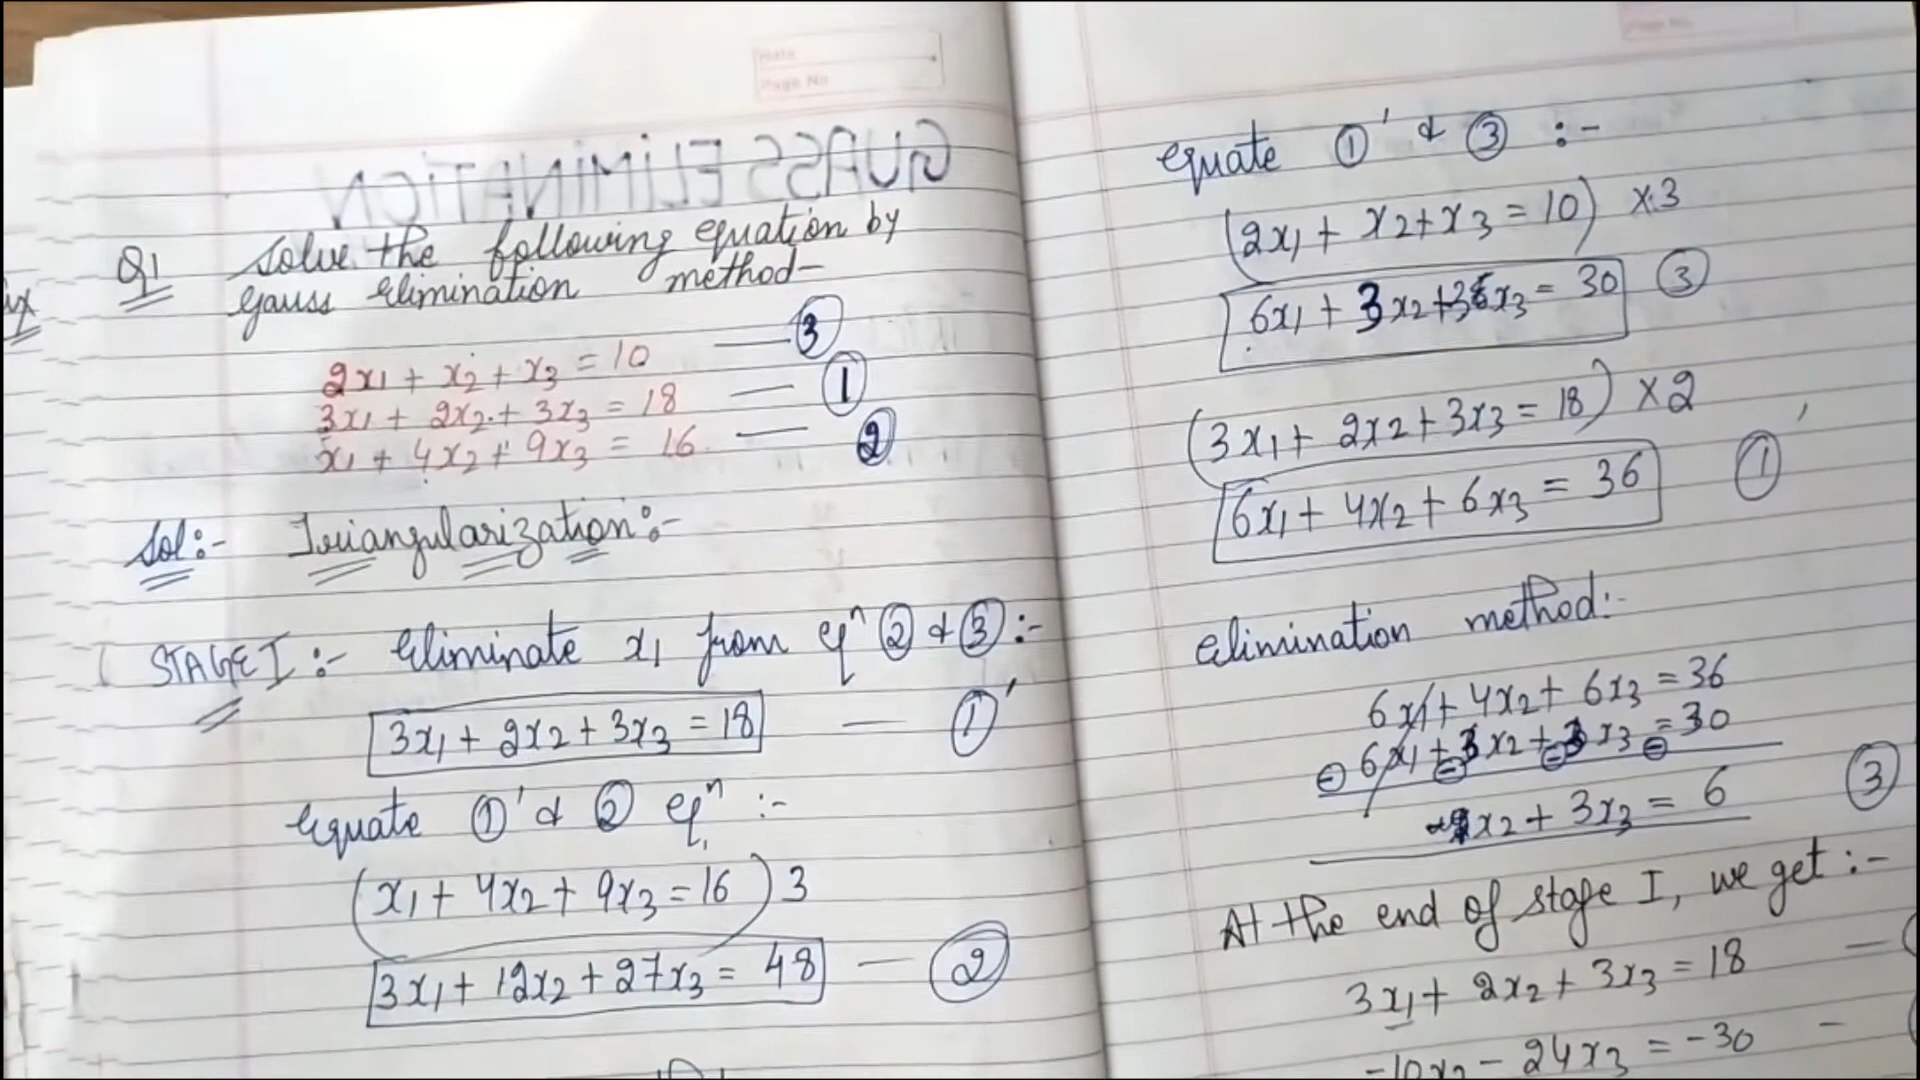 Date
Page No
GUASS ELIMINATION
Q1 Solve the following equation by
gauss elimination method-
2x₁ + x₂ + x₃ = 10 — ③
3x₁ + 2x₂ + 3x₃ = 18 — ①
x₁ + 4x₂ + 9x₃ = 16 — ②
Sol:- Triangularization:-
STAGE I :- Eliminate x₁ from eqⁿ ② & ③ :-
3x₁ + 2x₂ + 3x₃ = 18 — ①'
equate ①' & ② eqⁿ :-
(x₁ + 4x₂ + 9x₃ = 16) 3
3x₁ + 12x₂ + 27x₃ = 48 — ②
Page No.
equate ①' & ③ :-
(2x₁ + x₂ + x₃ = 10) x 3
6x₁ + 3x₂ + 3x₃ = 30 ③
(3x₁ + 2x₂ + 3x₃ = 18) x 2
6x₁ + 4x₂ + 6x₃ = 36 ①'
elimination method:-
6x₁ + 4x₂ + 6x₃ = 36
6x₁ + 3x₂ + 3x₃ = 30
x₂ + 3x₃ = 6 ③
At the end of stage I, we get :-
3x₁ + 2x₂ + 3x₃ = 18 —
-10x₂ - 24x₃ = -30 —